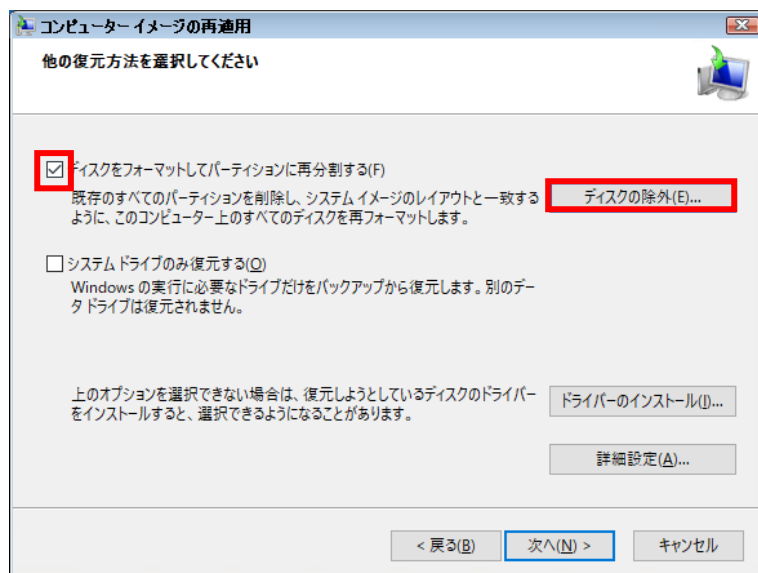 コンピューター イメージの再適用
他の復元方法を選択してください
ディスクをフォーマットしてパーティションに再分割する(F)
既存のすべてのパーティションを削除し、システム イメージのレイアウトと一致する
ように、このコンピューター上のすべてのディスクを再フォーマットします。
ディスクの除外(E)...
システム ドライブのみ復元する(O)
Windows の実行に必要なドライブだけをバックアップから復元します。別のデー
タ ドライブは復元されません。
上のオプションを選択できない場合は、復元しようとしているディスクのドライバー
をインストールすると、選択できるようになることがあります。
ドライバーのインストール(I)...
詳細設定(A)...
< 戻る(B)
次へ(N) >
キャンセル